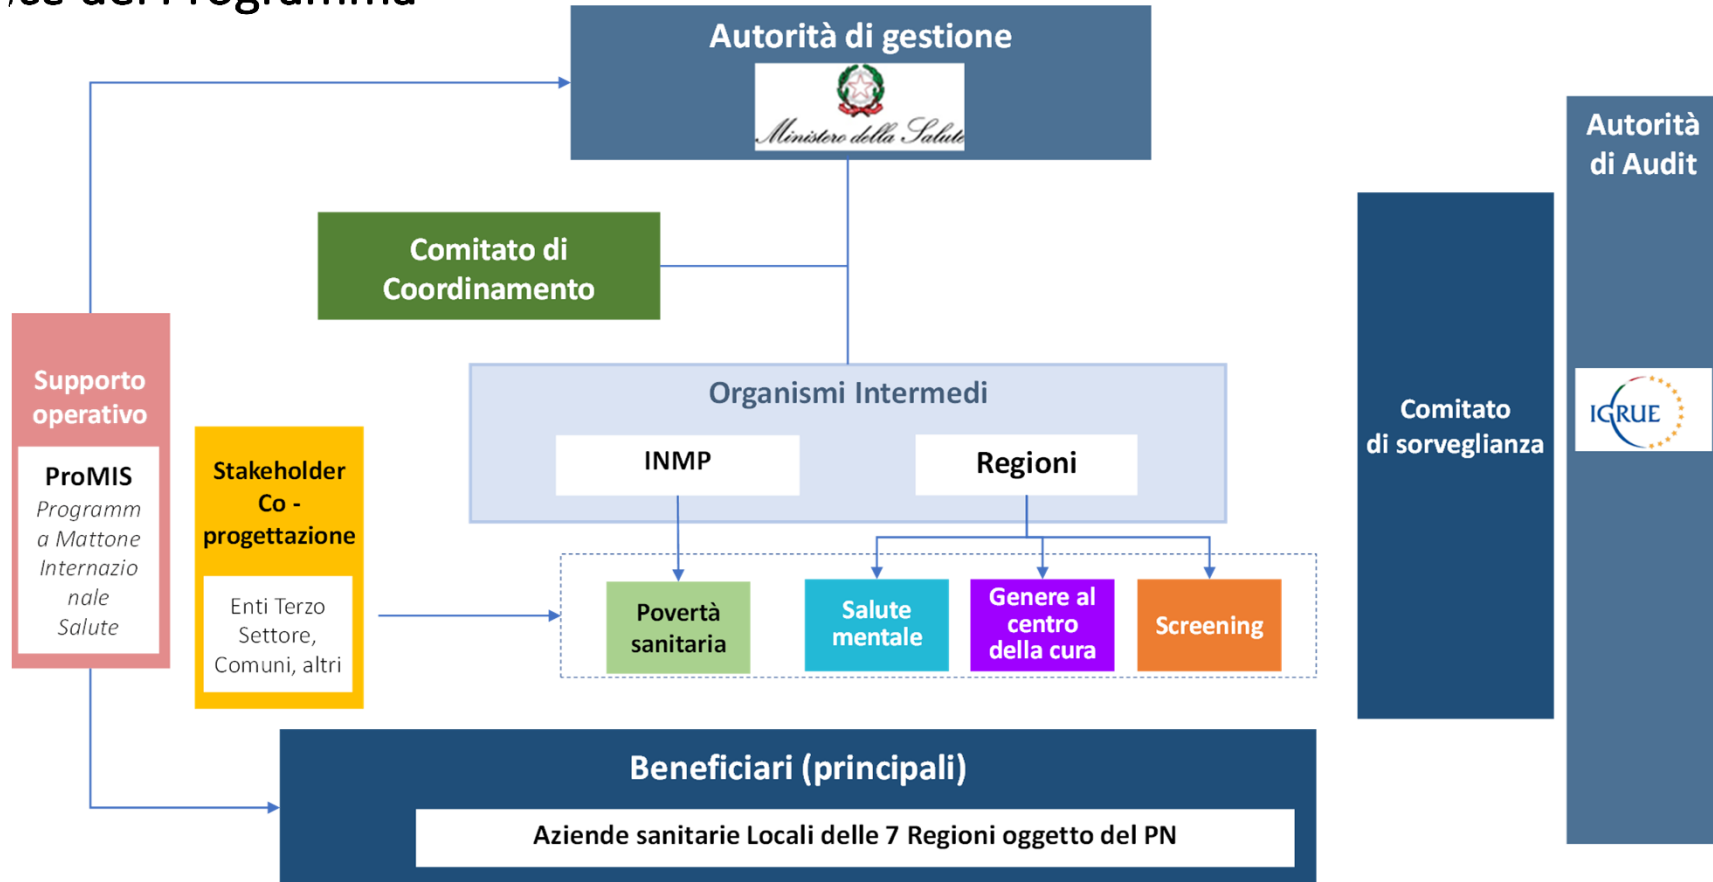 del Programma
Autorità di gestione
Ministero della Salute
Autorità
di Audit
Comitato di
Coordinamento
Supporto
operativo
ProMIS
Programm
a Mattone
Internazio
nale
Salute
Stakeholder
Co -
progettazione
Enti Terzo
Settore,
Comuni, altri
Organismi Intermedi
INMP
Regioni
Povertà
sanitaria
Salute
mentale
Genere al
centro
della cura
Screening
Comitato
di sorveglianza
IGRUE
Beneficiari (principali)
Aziende sanitarie Locali delle 7 Regioni oggetto del PN